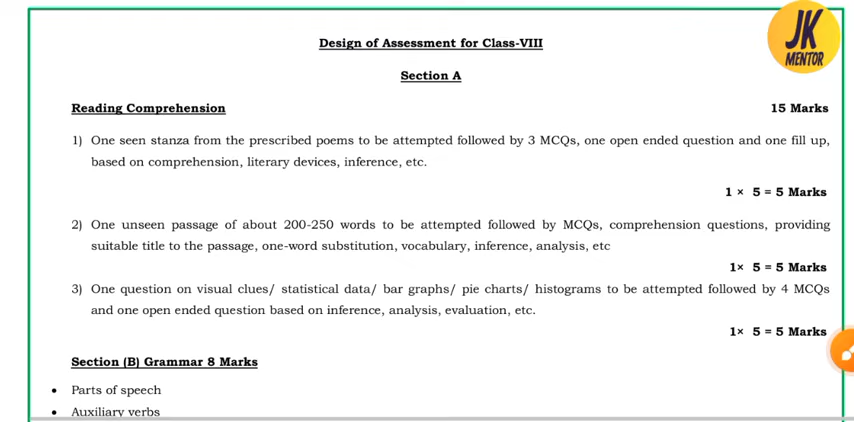 JK
MENTOR
Design of Assessment for Class-VIII
Section A
Reading Comprehension 15 Marks
1) One seen stanza from the prescribed poems to be attempted followed by 3 MCQs, one open ended question and one fill up,
based on comprehension, literary devices, inference, etc.
1 × 5 = 5 Marks
2) One unseen passage of about 200-250 words to be attempted followed by MCQs, comprehension questions, providing
suitable title to the passage, one-word substitution, vocabulary, inference, analysis, etc
1× 5 = 5 Marks
3) One question on visual clues/ statistical data/ bar graphs/ pie charts/ histograms to be attempted followed by 4 MCQs
and one open ended question based on inference, analysis, evaluation, etc.
1× 5 = 5 Marks
Section (B) Grammar 8 Marks
• Parts of speech
• Auxiliary verbs